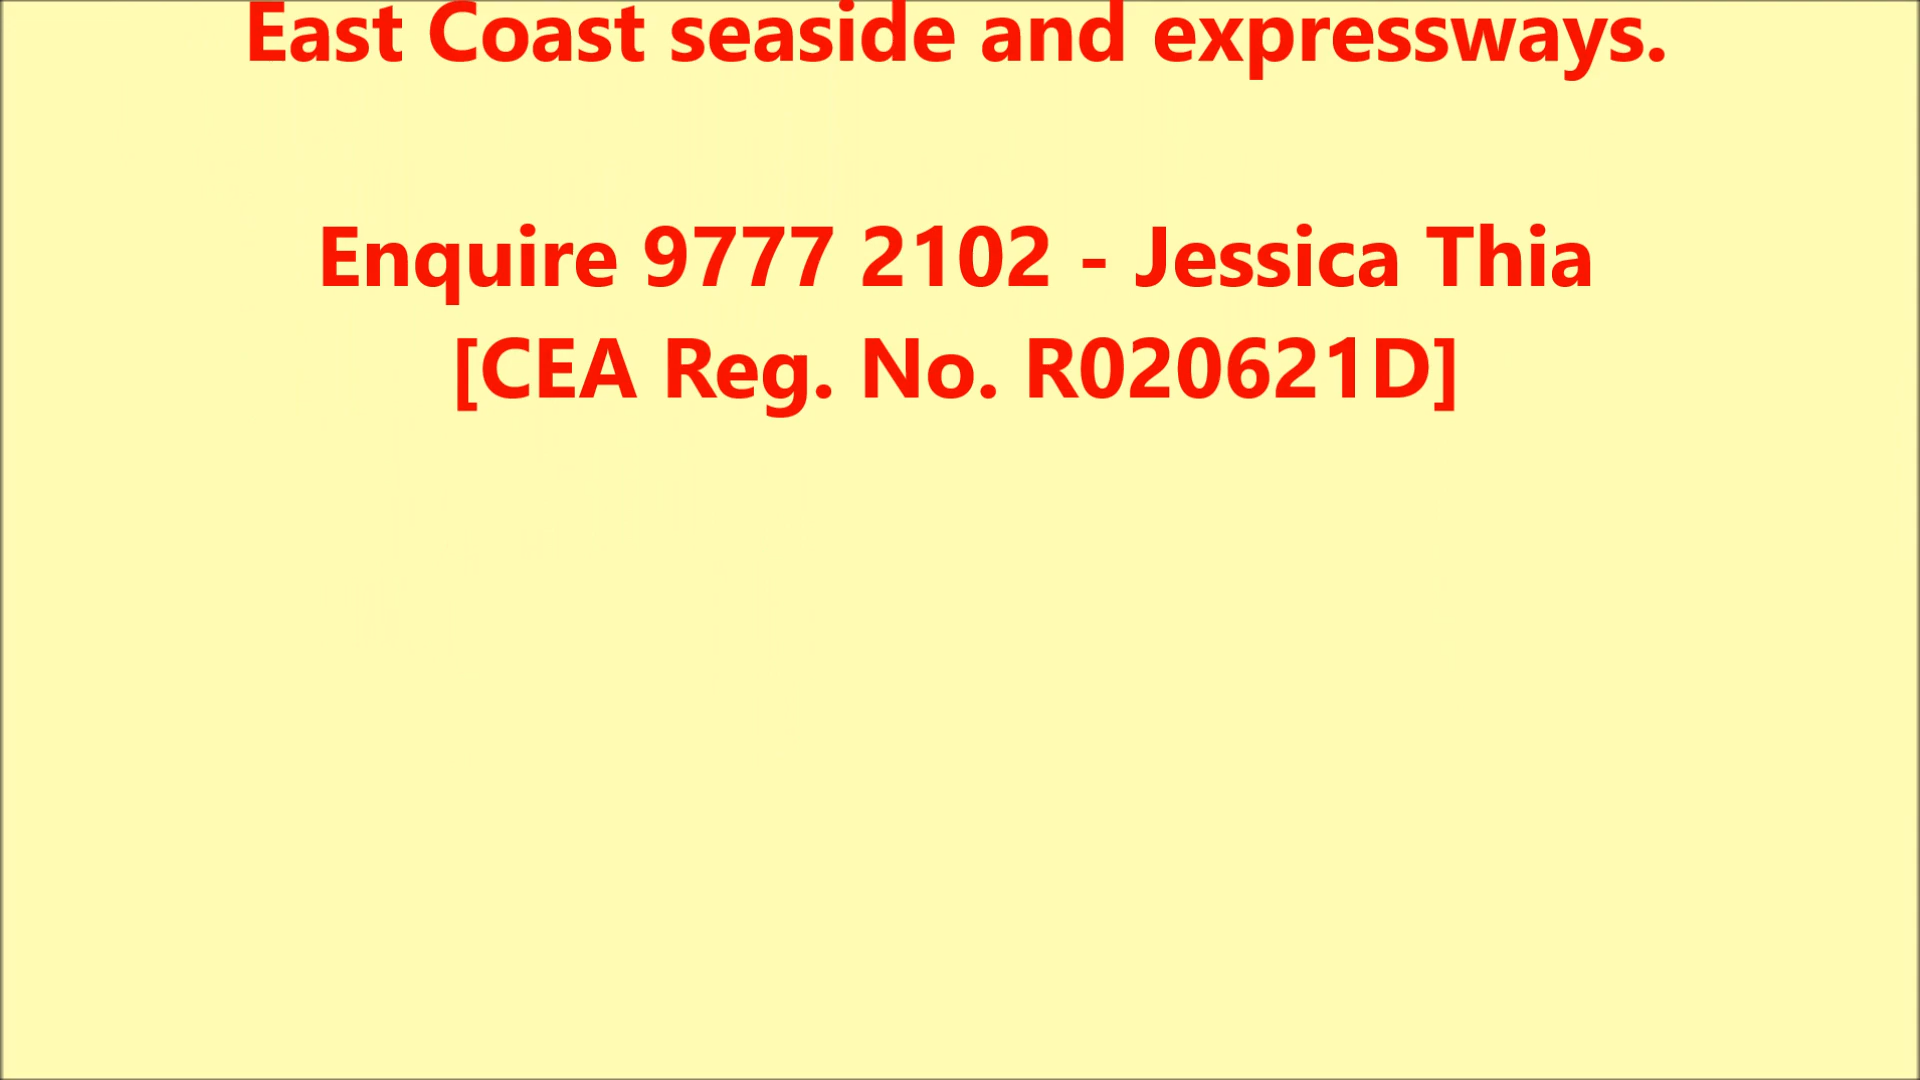 East Coast seaside and expressways.
Enquire 9777 2102 - Jessica Thia
[CEA Reg. No. R020621D]